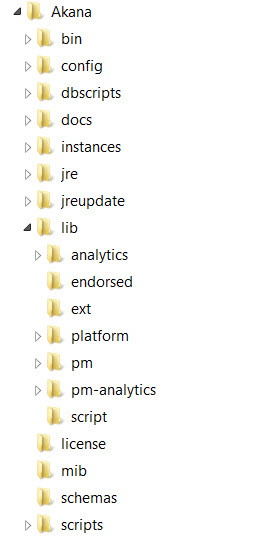 Akana
bin
config
dbscripts
docs
instances
jre
jreupdate
lib
analytics
endorsed
ext
platform
pm
pm-analytics
script
license
mib
schemas
scripts